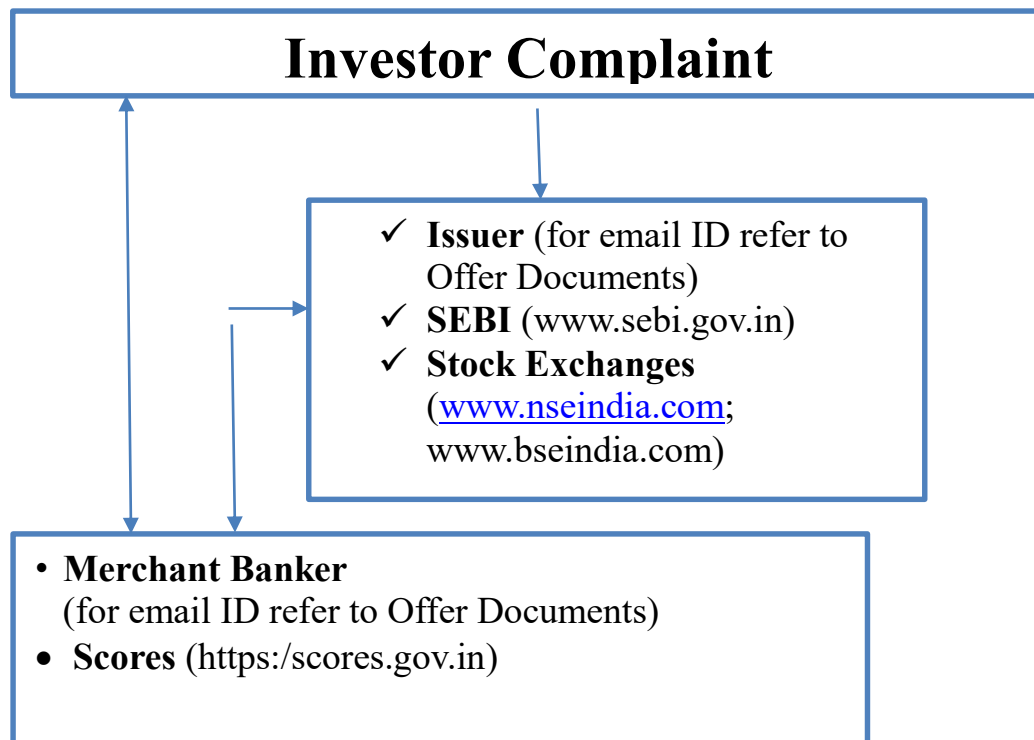 Investor Complaint
✓ Issuer (for email ID refer to
Offer Documents)
✓ SEBI (www.sebi.gov.in)
✓ Stock Exchanges
(www.nseindia.com;
www.bseindia.com)
• Merchant Banker
(for email ID refer to Offer Documents)
• Scores (https:/scores.gov.in)